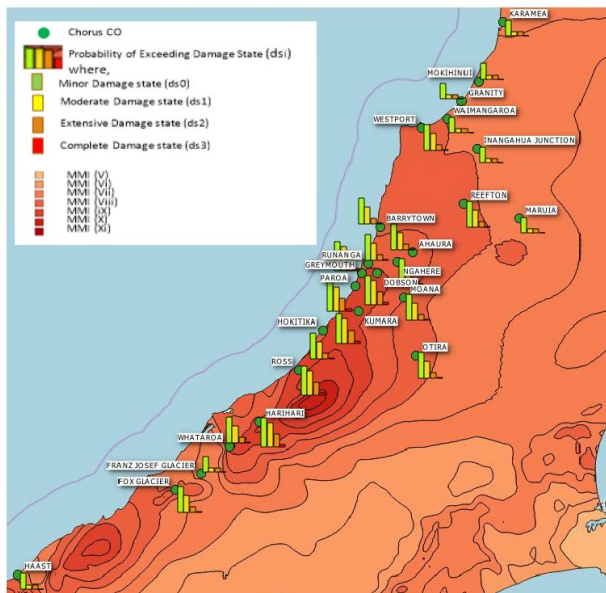 Chorus CO
Probability of Exceeding Damage State (dsi)
where,
Minor Damage state (ds0)
Moderate Damage state (ds1)
Extensive Damage state (ds2)
Complete Damage state (ds3)
MMI (V)
MMI (Vi)
MMI (Vii)
MMI (Viii)
MMI (iX)
MMI (X)
MMI (Xi)
KARAMEA
MOKIHINUI
GRANITY
WAIMANGAROA
WESTPORT
INANGAHUA JUNCTION
REEFTON
MARUIA
BARRYTOWN
AHAURA
RUNANGA
GREYMOUTH
NGAHERE
PAROA
DOBSON
MOANA
HOKITIKA
KUMARA
OTIRA
ROSS
HARIHARI
WHATAROA
FRANZ JOSEF GLACIER
FOX GLACIER
HAAST